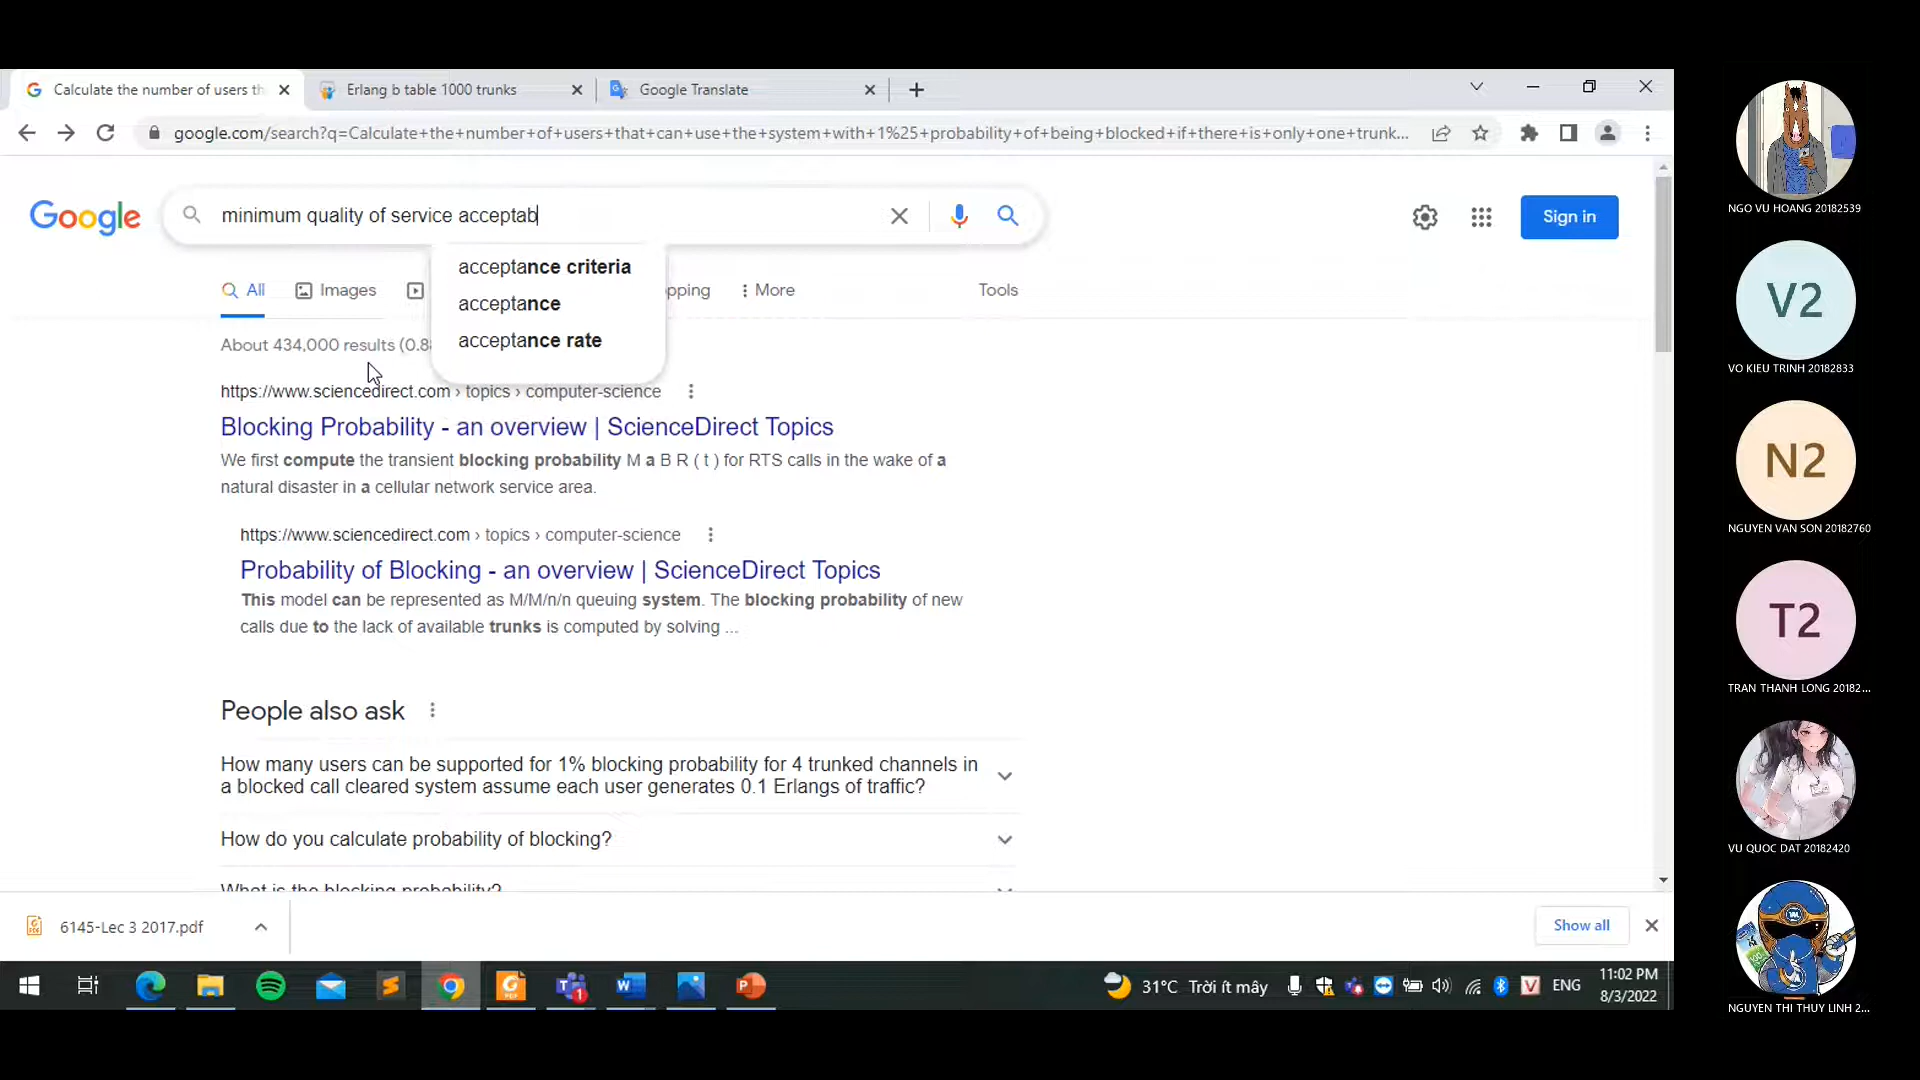 Calculate the number of users th
Erlang b table 1000 trunks
Google Translate
google.com/search?q=Calculate+the+number+of+users+that+can+use+the+system+with+1%25+probability+of+being+blocked+if+there+is+only+one+trunk...
Google
minimum quality of service acceptab
Sign in
acceptance criteria
acceptance
acceptance rate
All
Images
pping
More
Tools
About 434,000 results (0.8
https://www.sciencedirect.com › topics › computer-science
Blocking Probability - an overview | ScienceDirect Topics
We first compute the transient blocking probability M a B R ( t ) for RTS calls in the wake of a
natural disaster in a cellular network service area.
https://www.sciencedirect.com › topics › computer-science
Probability of Blocking - an overview | ScienceDirect Topics
This model can be represented as M/M/n/n queuing system. The blocking probability of new
calls due to the lack of available trunks is computed by solving ...
People also ask
How many users can be supported for 1% blocking probability for 4 trunked channels in
a blocked call cleared system assume each user generates 0.1 Erlangs of traffic?
How do you calculate probability of blocking?
What is the blocking probability?
6145-Lec 3 2017.pdf
Show all
31°C Trời ít mây
ENG
11:02 PM
8/3/2022
NGO VU HOANG 20182539
V2
VO KIEU TRINH 20182833
N2
NGUYEN VAN SON 20182760
T2
TRAN THANH LONG 20182...
VU QUOC DAT 20182420
NGUYEN THI THUY LINH 2...